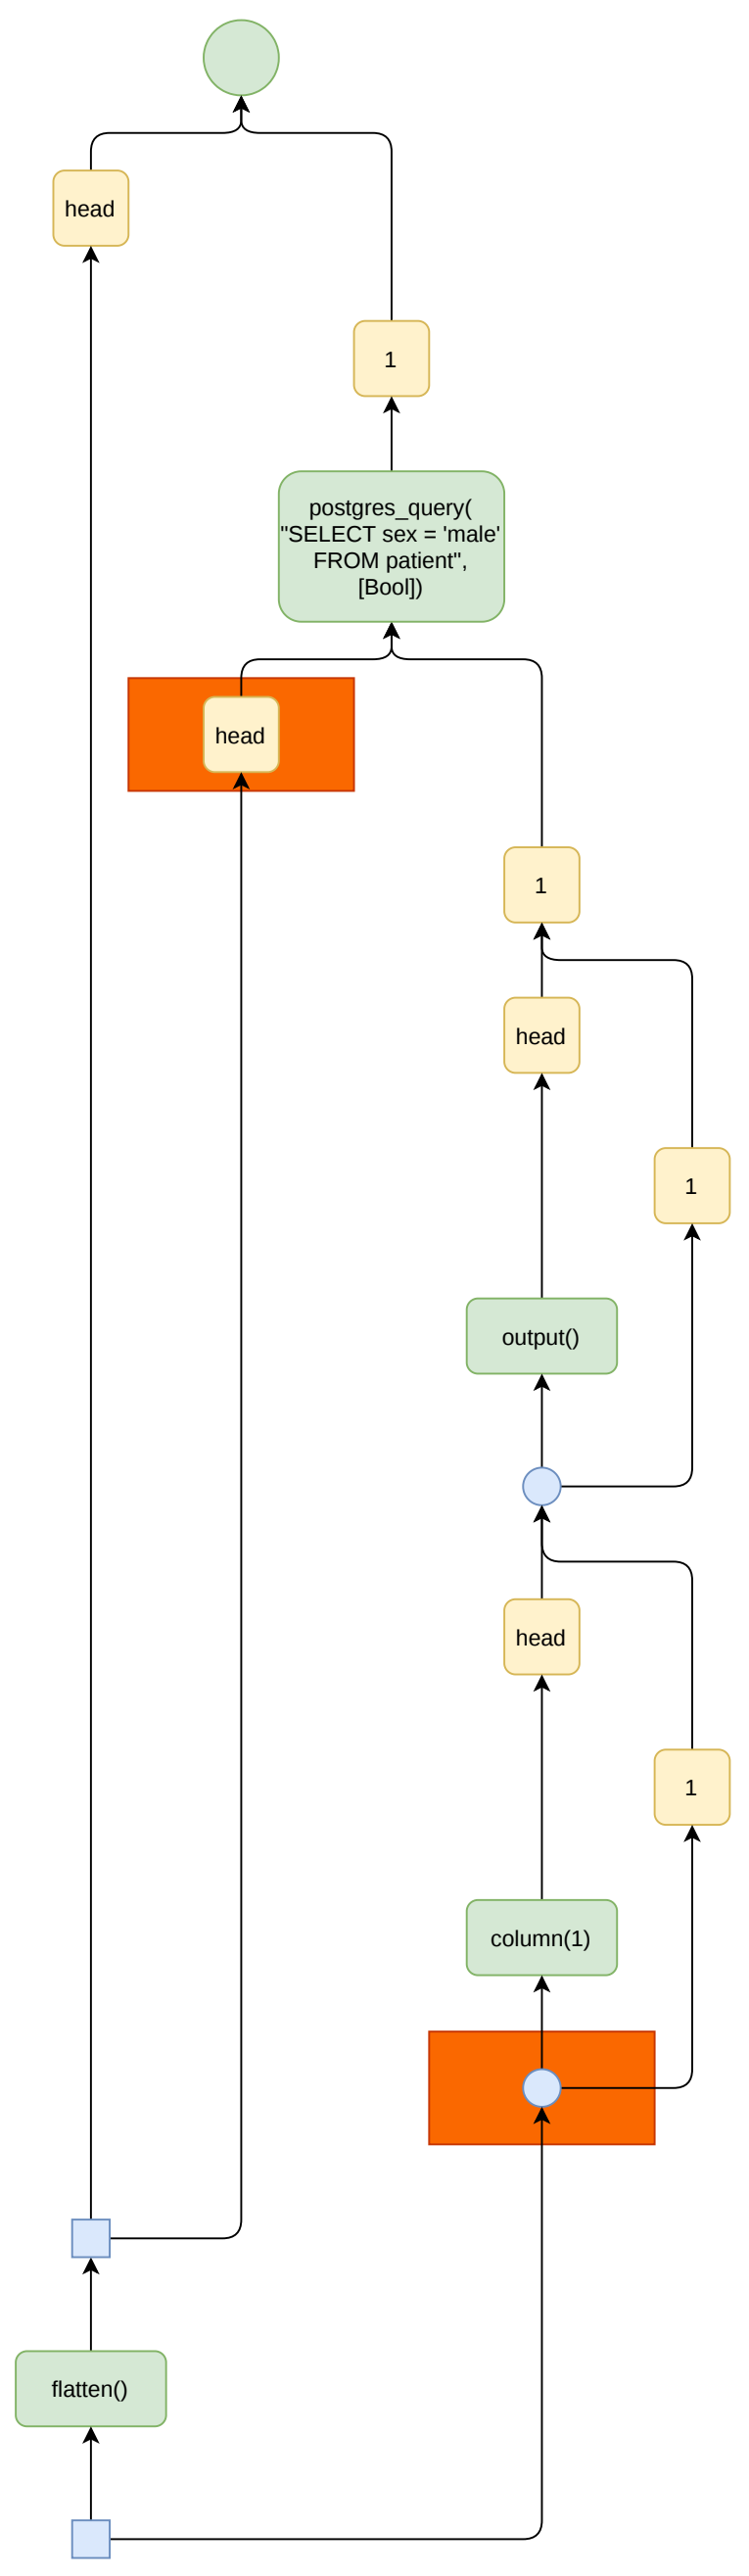 head
1
postgres_query(
"SELECT sex = 'male'
FROM patient",
[Bool])
head
1
head
1
output()
head
1
column(1)
flatten()